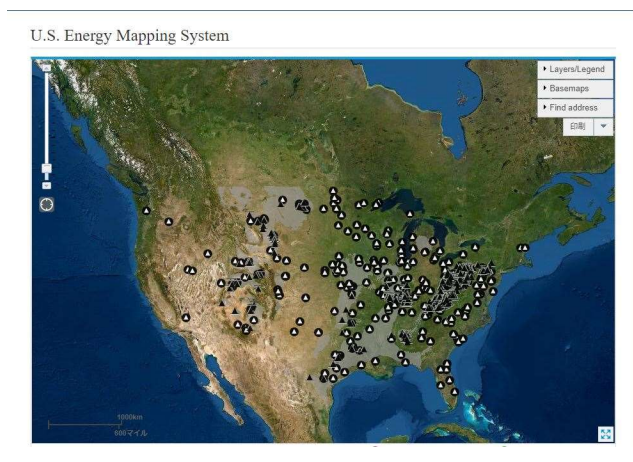 U.S. Energy Mapping System
Layers/Legend
Basemaps
Find address
印刷
1000km
600マイル